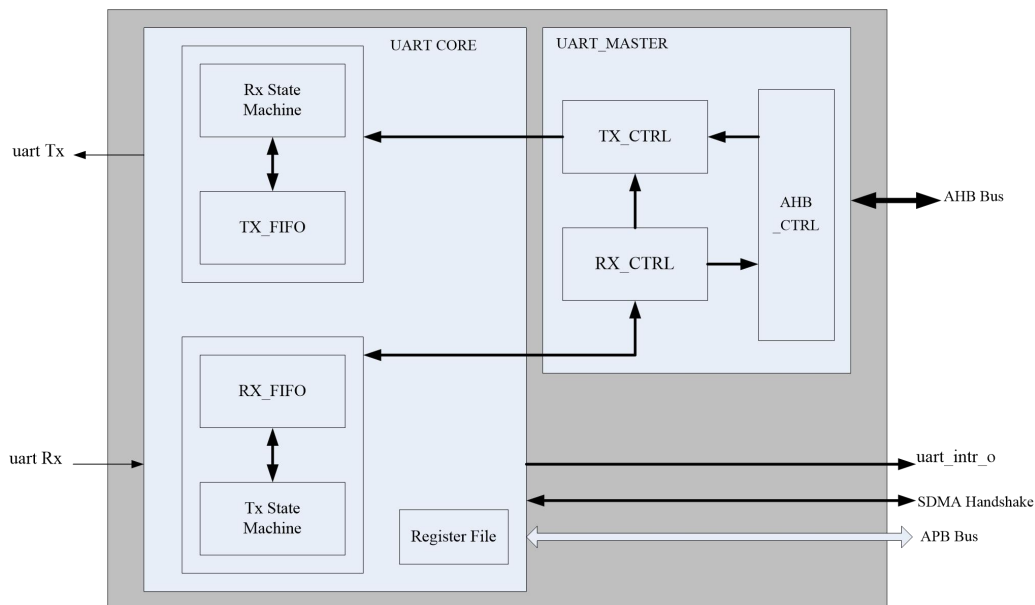 UART CORE
UART_MASTER
Rx State
Machine
TX_FIFO
TX_CTRL
RX_CTRL
AHB
_CTRL
uart Tx
AHB Bus
RX_FIFO
Tx State
Machine
Register File
uart Rx
uart_intr_o
SDMA Handshake
APB Bus